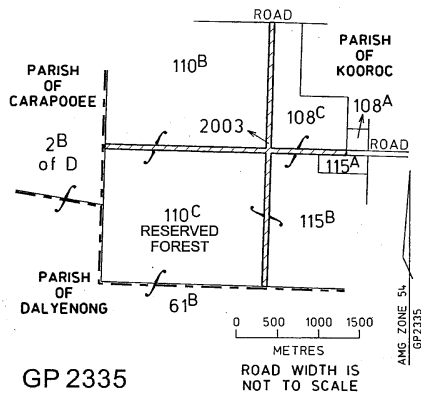 ROAD
PARISH
OF
KOOROC
110B
PARISH
OF
CARAPOOEE
108C
108A
2003
2B
of D
ROAD
115A
110C
RESERVED
FOREST
115B
PARISH
OF
DALYENONG
61B
0 500 1000 1500
METRES
AMG ZONE 54
GP2335
GP 2335
ROAD WIDTH IS
NOT TO SCALE